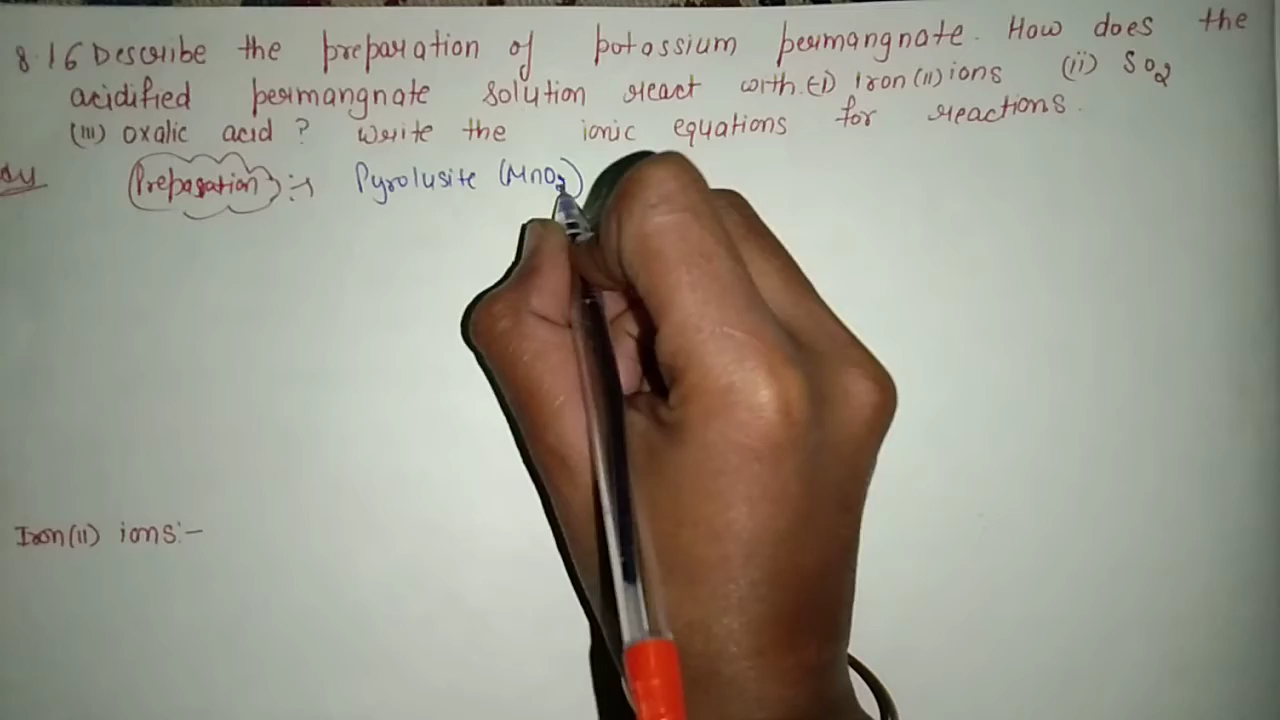 8.16 Describe the preparation of potassium permangnate. How does the
acidified permangnate solution react with (i) Iron(II) ions (ii) SO2
(III) oxalic acid? write the ionic equations for reactions.
Preparation :→ Pyrolusite (MnO2)
Iron(II) ions:-